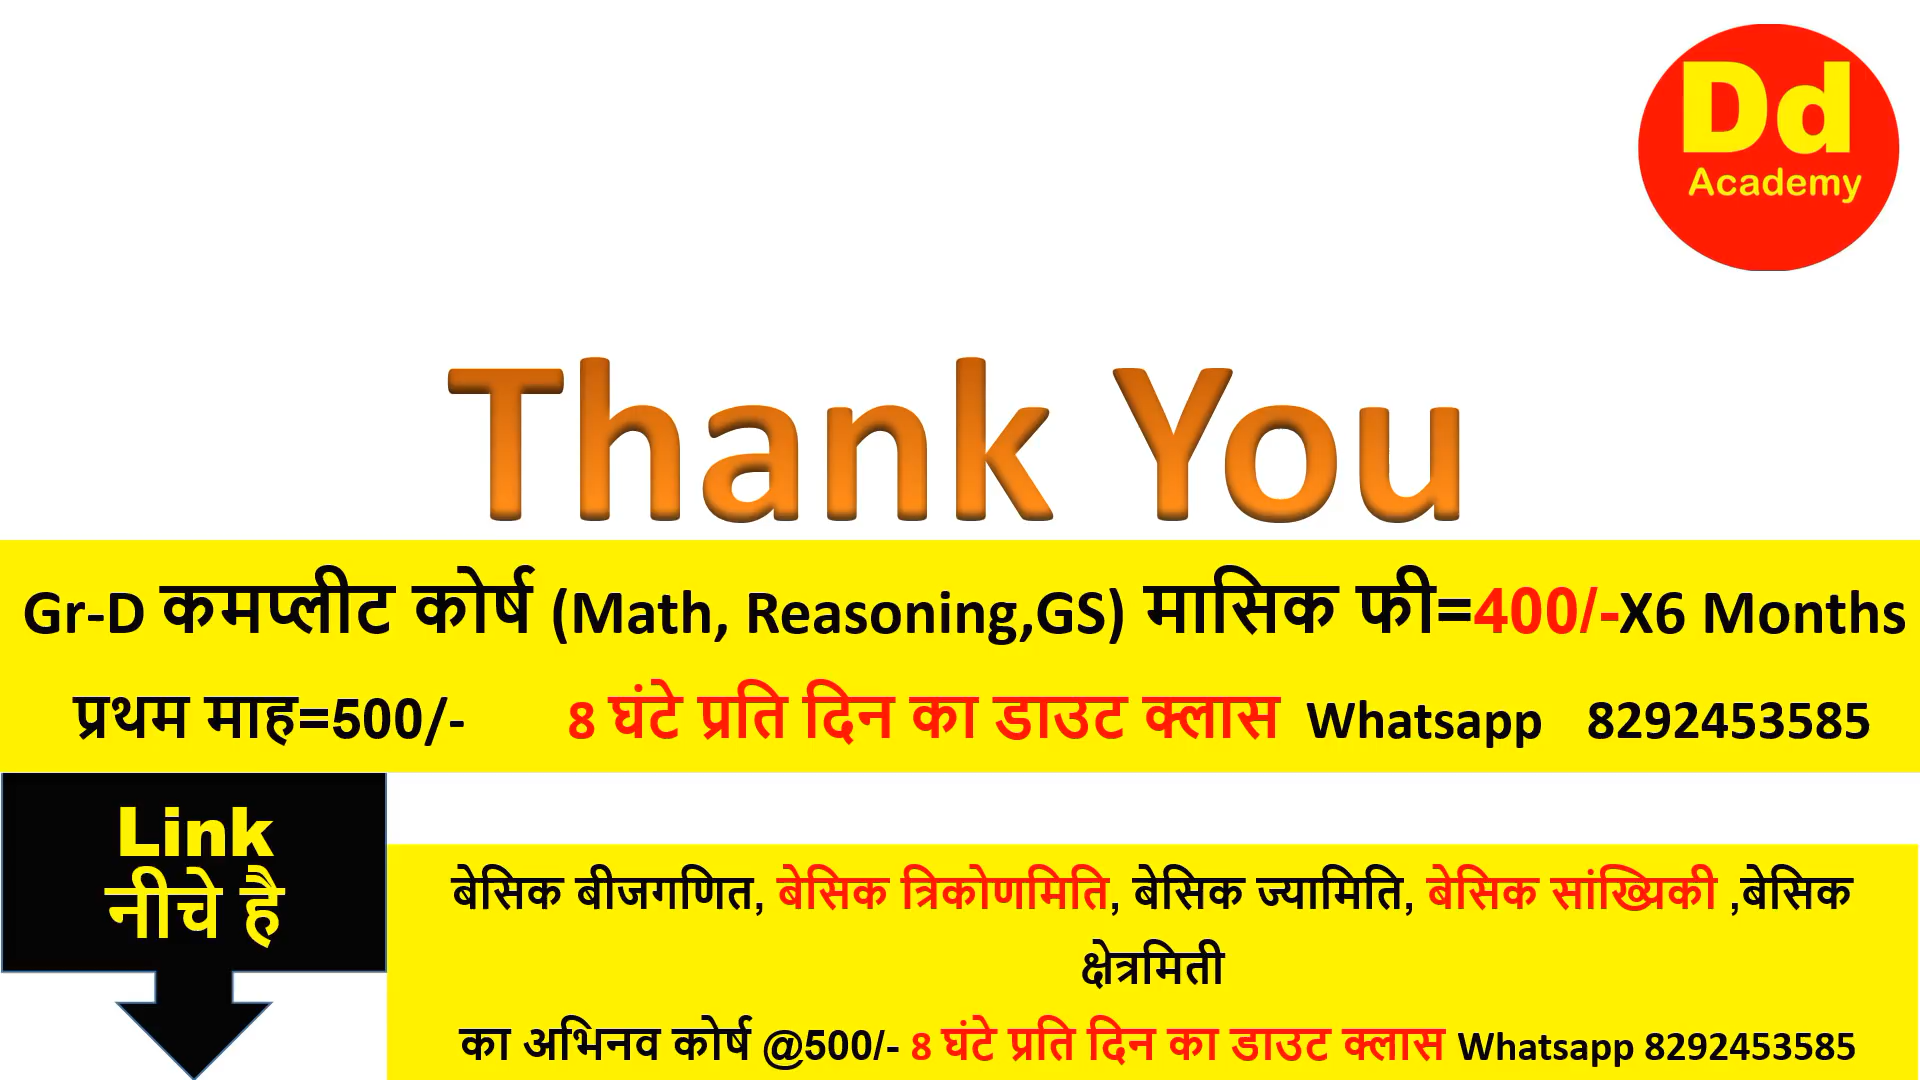 Dd
Academy
Thank You
Gr-D कमप्लीट कोर्ष (Math, Reasoning,GS) मासिक फी=400/-X6 Months
प्रथम माह=500/- 8 घंटे प्रति दिन का डाउट क्लास Whatsapp 8292453585
Link
नीचे है
बेसिक बीजगणित, बेसिक त्रिकोणमिति, बेसिक ज्यामिति, बेसिक सांख्यिकी ,बेसिक
क्षेत्रमिती
का अभिनव कोर्ष @500/- 8 घंटे प्रति दिन का डाउट क्लास Whatsapp 8292453585